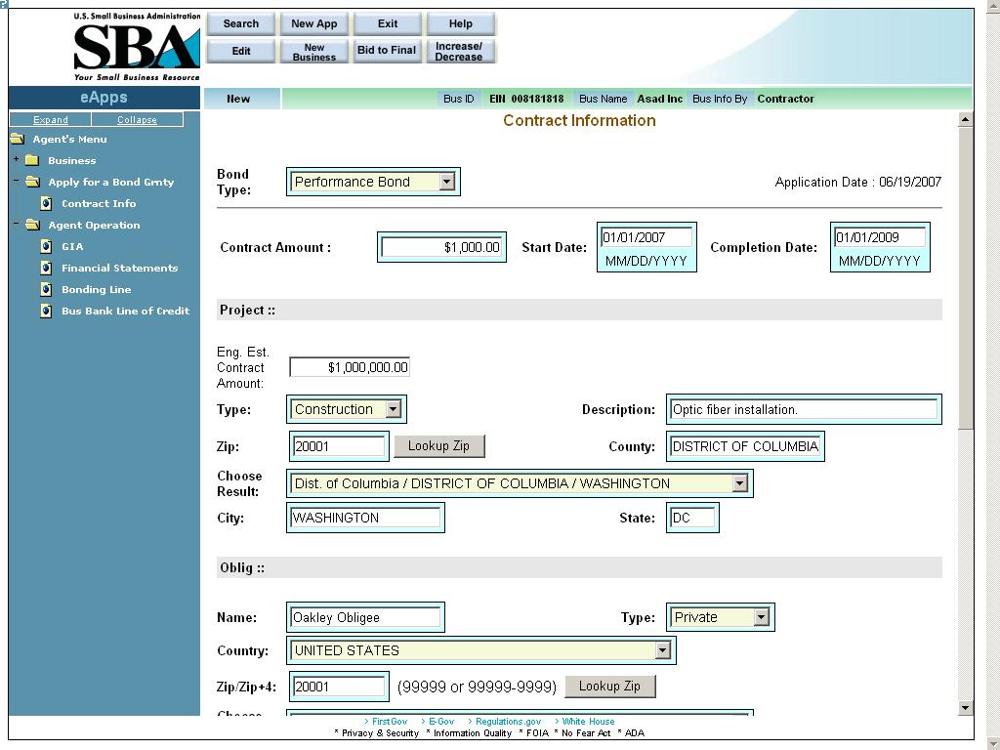 U.S. Small Business Administration
SBA
Your Small Business Resource
Search New App Exit Help
Edit New Business Bid to Final Increase/ Decrease
eApps
New Bus ID EIN 008181818 Bus Name Asad Inc Bus Info By Contractor
Expand Collapse
Agent's Menu
+ Business
- Apply for a Bond Grnty
Contract Info
- Agent Operation
GIA
Financial Statements
Bonding Line
Bus Bank Line of Credit
Contract Information
Bond Type: Performance Bond Application Date : 06/19/2007
Contract Amount : $1,000.00 Start Date: 01/01/2007 MM/DD/YYYY Completion Date: 01/01/2009 MM/DD/YYYY
Project ::
Eng. Est. Contract Amount: $1,000,000.00
Type: Construction Description: Optic fiber installation.
Zip: 20001 Lookup Zip County: DISTRICT OF COLUMBIA
Choose Result: Dist. of Columbia / DISTRICT OF COLUMBIA / WASHINGTON
City: WASHINGTON State: DC
Oblig ::
Name: Oakley Obligee Type: Private
Country: UNITED STATES
Zip/Zip+4: 20001 (99999 or 99999-9999) Lookup Zip
Choose
> FirstGov > E-Gov > Regulations.gov > White House
* Privacy & Security * Information Quality * FOIA * No Fear Act * ADA